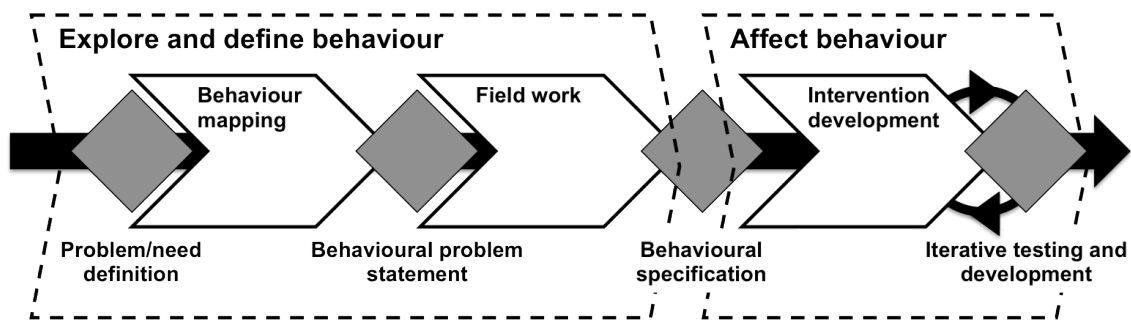 Explore and define behaviour
Affect behaviour
Behaviour
mapping
Field work
Intervention
development
Problem/need
definition
Behavioural problem
statement
Behavioural
specification
Iterative testing and
development